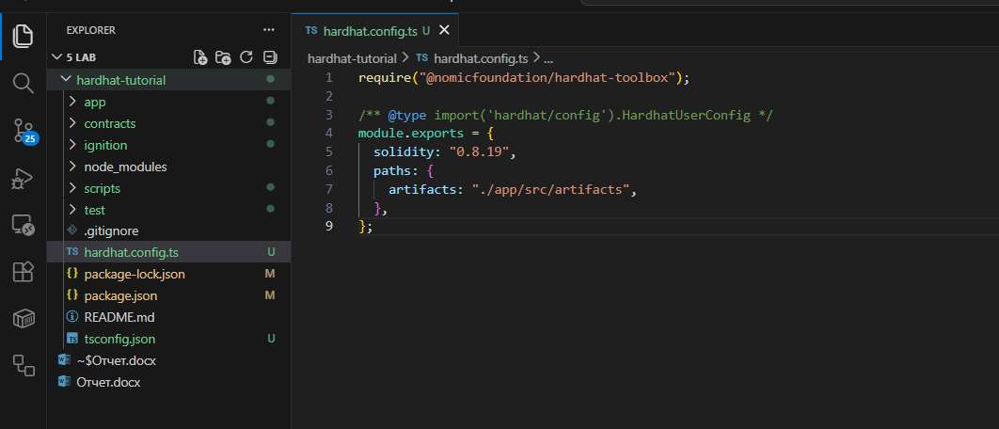 EXPLORER
5 LAB
hardhat-tutorial
app
contracts
ignition
node_modules
scripts
test
.gitignore
TS hardhat.config.ts U
{} package-lock.json M
{} package.json M
README.md
TS tsconfig.json U
~$Отчет.docx
Отчет.docx
25
TS hardhat.config.ts U
hardhat-tutorial > TS hardhat.config.ts > ...
1 require("@nomicfoundation/hardhat-toolbox");
2
3 /** @type import('hardhat/config').HardhatUserConfig */
4 module.exports = {
5   solidity: "0.8.19",
6   paths: {
7     artifacts: "./app/src/artifacts",
8   },
9 };